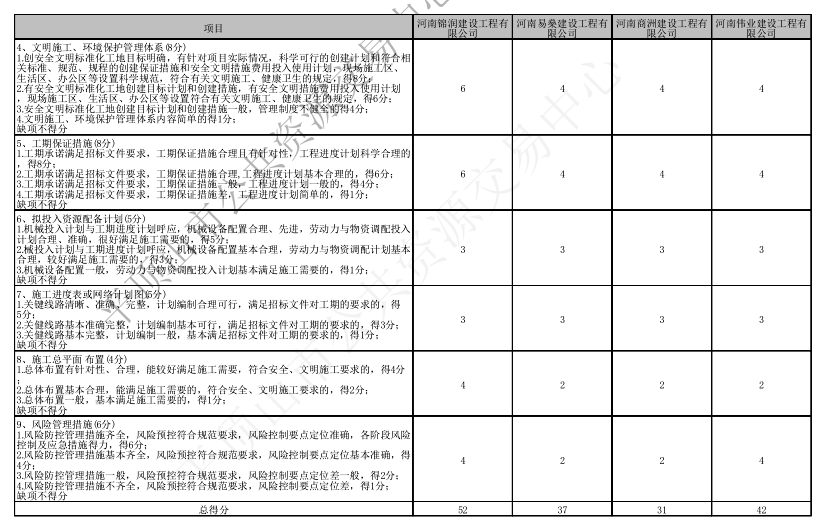 项目 河南锦润建设工程有限公司 河南易燊建设工程有限公司 河南商洲建设工程有限公司 河南伟业建设工程有限公司
4、文明施工、环境保护管理体系(8分)
1.创安全文明标准化工地目标明确，有针对项目实际情况，科学可行的创建计划和符合相
关标准、规范、规程的创建保证措施和安全文明措施费用投入使用计划，现场施工区、
生活区、办公区等设置科学规范，符合有关文明施工、健康卫生的规定，得8分；
2.有安全文明标准化工地创建目标计划和创建措施，有安全文明措施费用投入使用计划
，现场施工区、生活区、办公区等设置符合有关文明施工、健康卫生的规定，得6分；
3.安全文明标准化工地创建目标计划和创建措施一般，管理制度不健全的得4分；
4.文明施工、环境保护管理体系内容简单的得1分；
缺项不得分
6 4 4 4
5、工期保证措施(8分)
1.工期承诺满足招标文件要求，工期保证措施合理且有针对性，工程进度计划科学合理的
，得8分；
2.工期承诺满足招标文件要求，工期保证措施合理,工程进度计划基本合理的，得6分；
3.工期承诺满足招标文件要求，工期保证措施一般，工程进度计划一般的，得4分；
4.工期承诺满足招标文件要求，工期保证措施差，工程进度计划简单的，得1分；
缺项不得分
6 4 4 4
6、拟投入资源配备计划(5分)
1.机械投入计划与工期进度计划呼应，机械设备配置合理、先进，劳动力与物资调配投入
计划合理、准确，很好满足施工需要的，得5分；
2.械投入计划与工期进度计划呼应，机械设备配置基本合理，劳动力与物资调配计划基本
合理，较好满足施工需要的，得3分；
3.机械设备配置一般，劳动力与物资调配投入计划基本满足施工需要的，得1分；
缺项不得分
3 3 3 3
7、施工进度表或网络计划图(5分)
1.关键线路清晰、准确、完整，计划编制合理可行，满足招标文件对工期的要求的，得
5分；
2.关健线路基本准确完整，计划编制基本可行，满足招标文件对工期的要求的，得3分；
3.关健线路基本完整，计划编制一般，基本满足招标文件对工期的要求的，得1分；
缺项不得分
3 3 3 3
8、施工总平面 布置(4分)
1.总体布置有针对性、合理，能较好满足施工需要，符合安全、文明施工要求的，得4分
；
2.总体布置基本合理，能满足施工需要的，符合安全、文明施工要求的，得2分；
3.总体布置一般，基本满足施工需要的，得1分；
缺项不得分
4 2 2 2
9、风险管理措施(6分)
1.风险防控管理措施齐全，风险预控符合规范要求，风险控制要点定位准确，各阶段风险
控制及应急措施得力，得6分；
2.风险防控管理措施基本齐全，风险预控符合规范要求，风险控制要点定位基本准确，得
4分；
3.风险防控管理措施一般，风险预控符合规范要求，风险控制要点定位差一般，得2分；
4.风险防控管理措施不齐全，风险预控符合规范要求，风险控制要点定位差，得1分；
缺项不得分
4 2 2 4
总得分 52 37 31 42
平顶山市公共资源交易中心
平顶山市公共资源交易中心